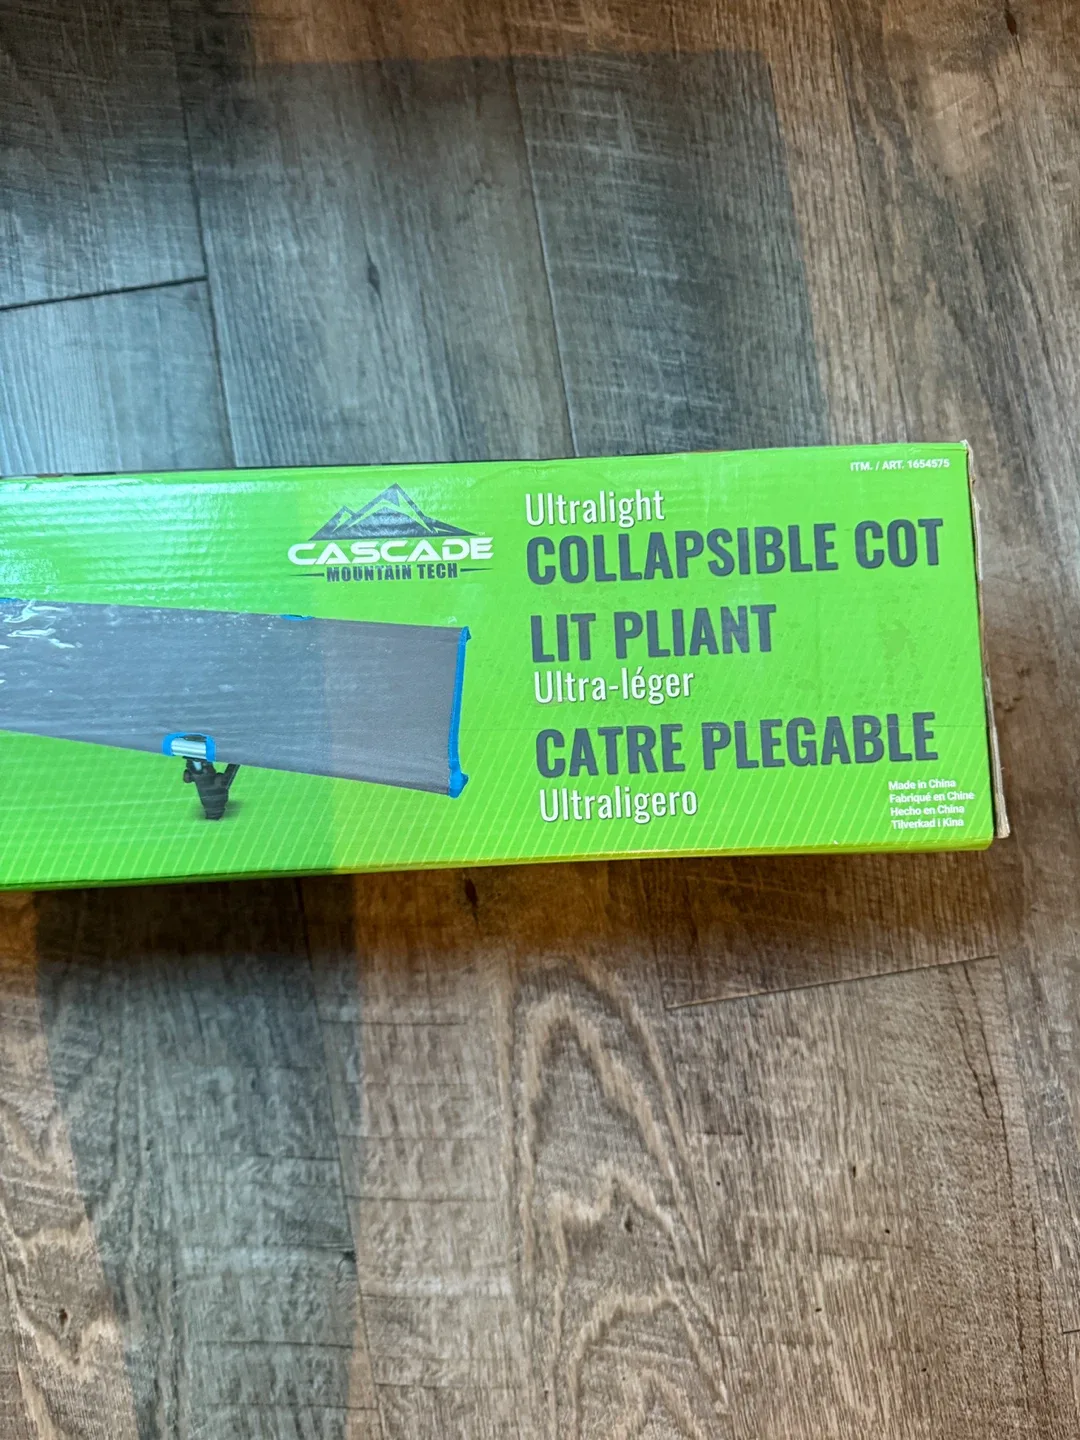 ITM. / ART. 1654575
CASCADE
MOUNTAIN TECH
Ultralight
COLLAPSIBLE COT
LIT PLIANT
Ultra-léger
CATRE PLEGABLE
Ultraligero
Made in China
Fabriqué en Chine
Hecho en China
Tilverkad i Kina